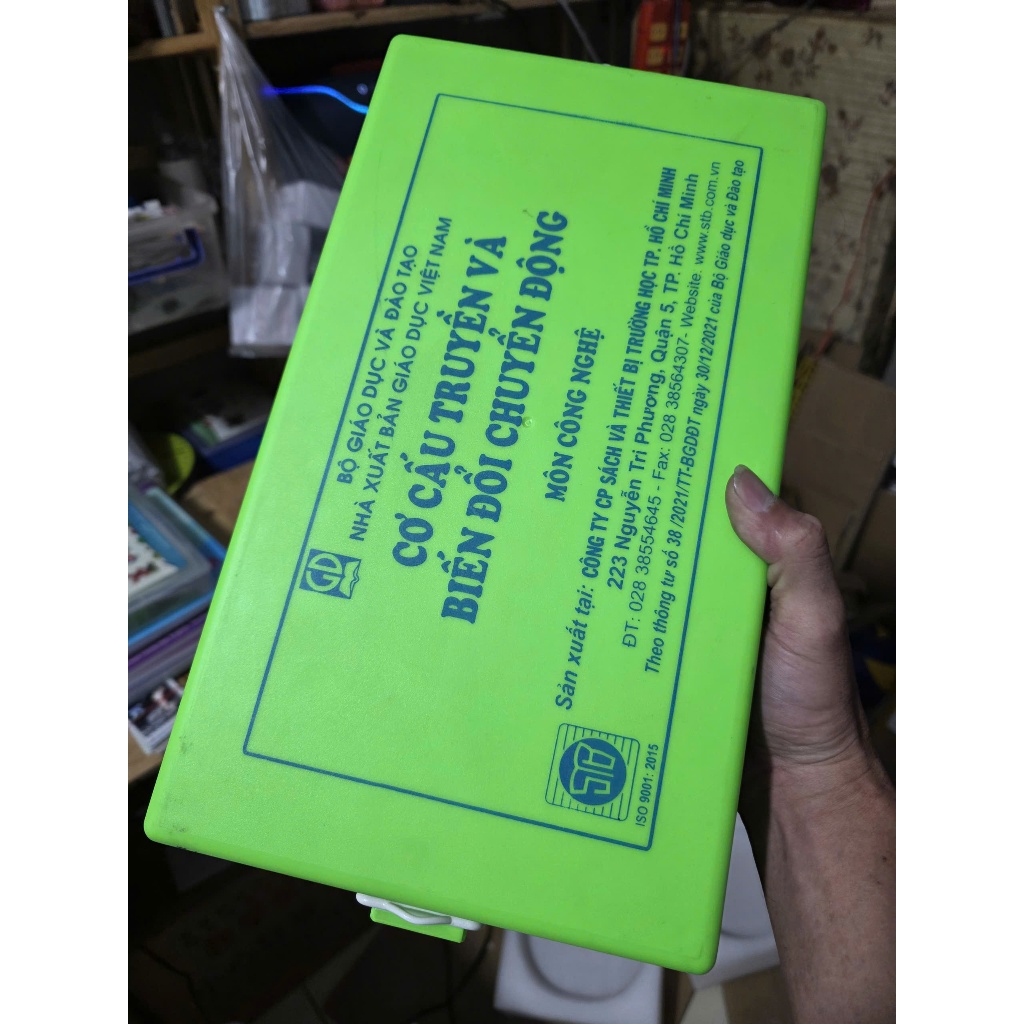 GD
BỘ GIÁO DỤC VÀ ĐÀO TẠO
NHÀ XUẤT BẢN GIÁO DỤC VIỆT NAM
CƠ CẤU TRUYỀN VÀ
BIẾN ĐỔI CHUYỂN ĐỘNG
MÔN CÔNG NGHỆ
Sản xuất tại: CÔNG TY CP SÁCH VÀ THIẾT BỊ TRƯỜNG HỌC TP. HỒ CHÍ MINH
223 Nguyễn Tri Phương, Quận 5, TP. Hồ Chí Minh
ĐT: 028 38554645 - Fax: 028 38564307- Website. www.stb.com.vn
Theo thông tư số 38 /2021/TT-BGDĐT ngày 30/12/2021 của Bộ Giáo dục và Đào tạo
STB
ISO 9001: 2015